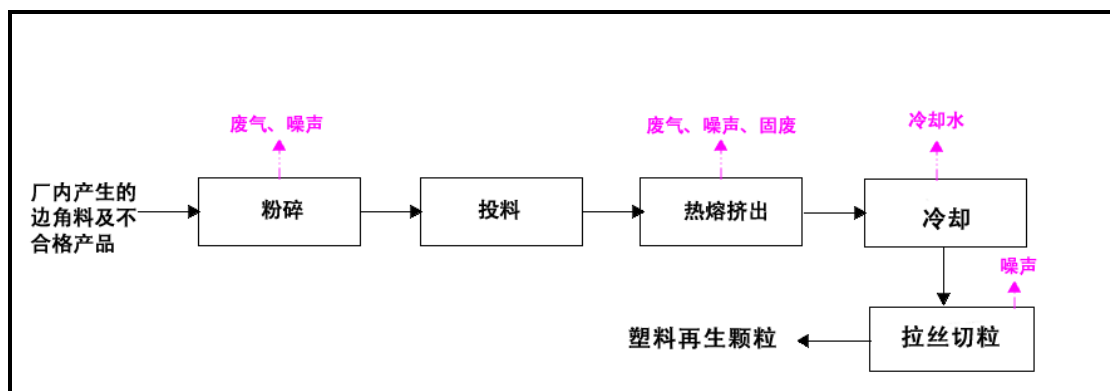 废气、噪声
废气、噪声、固废
冷却水
厂内产生的
边角料及不
合格产品
粉碎
投料
热熔挤出
冷却
噪声
塑料再生颗粒
拉丝切粒